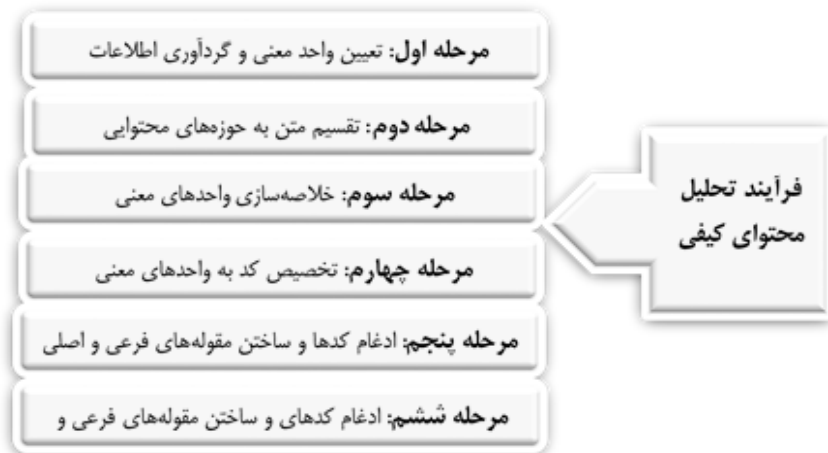 فرآیند تحلیل
محتوای کیفی
مرحله اول: تعیین واحد معنی و گردآوری اطلاعات
مرحله دوم: تقسیم متن به حوزه‌های محتوایی
مرحله سوم: خلاصه‌سازی واحدهای معنی
مرحله چهارم: تخصیص کد به واحدهای معنی
مرحله پنجم: ادغام کدها و ساختن مقوله‌های فرعی و اصلی
مرحله ششم: ادغام کدهای و ساختن مقوله‌های فرعی و